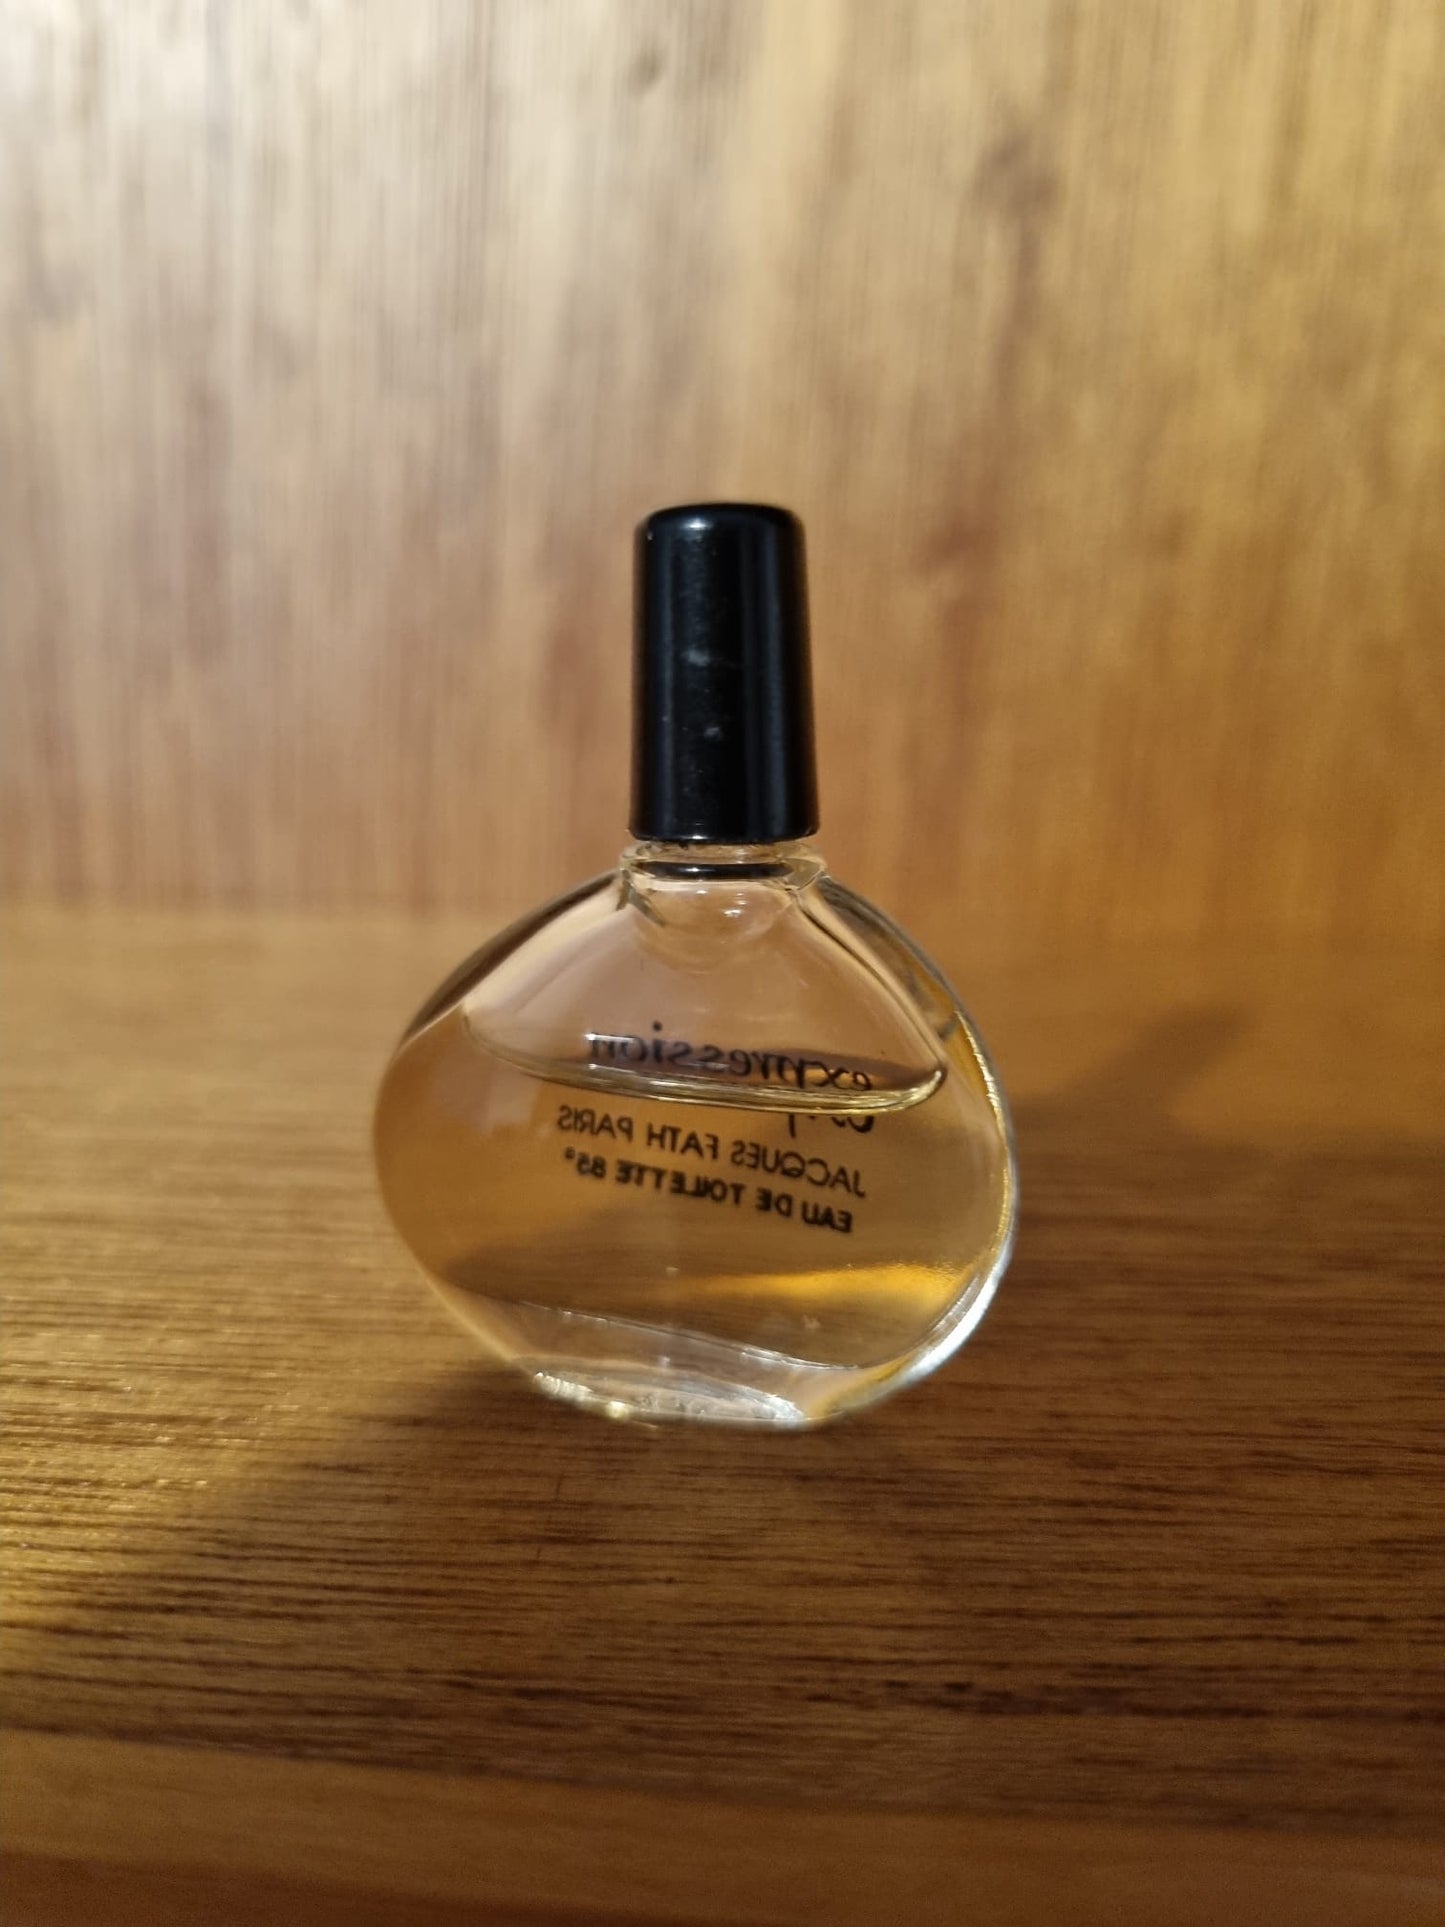 expression
JACQUES FATH PARIS
EAU DE TOILETTE 85°